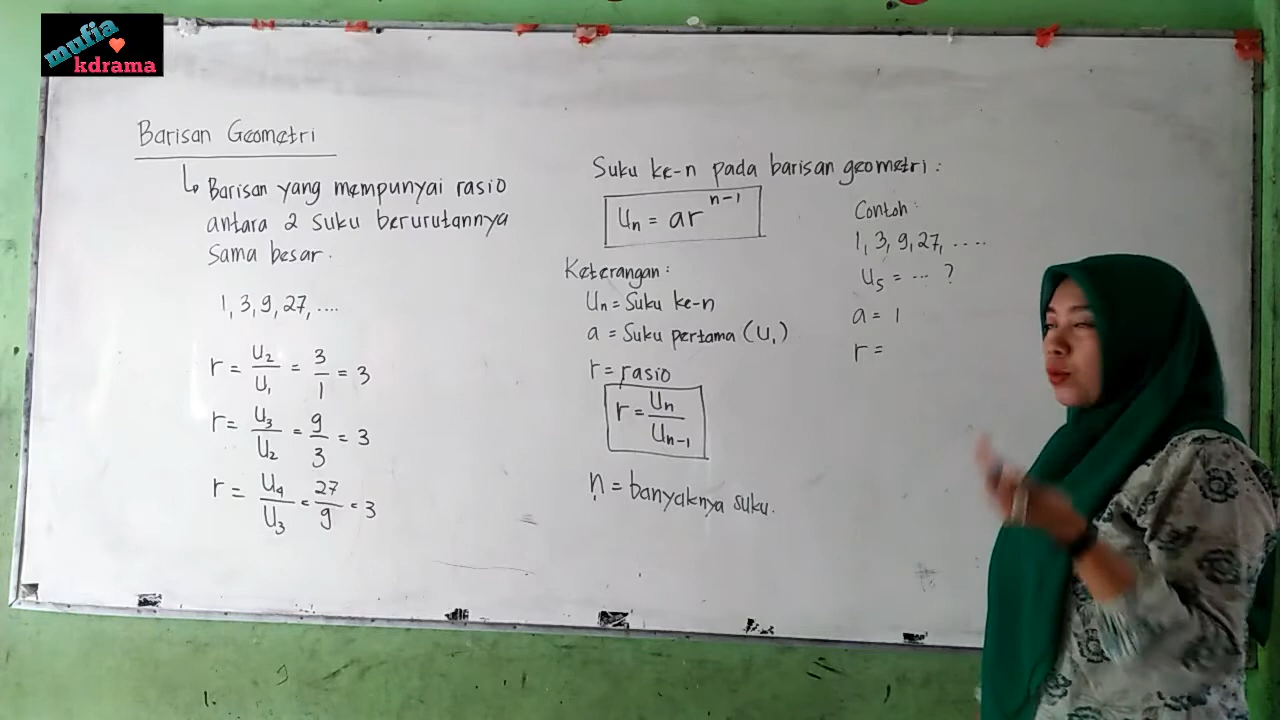 mufia
kdrama
Barisan Geometri
↳ Barisan yang mempunyai rasio
antara 2 suku berurutannya
sama besar.
1, 3, 9, 27, ....
r = U₂/U₁ = 3/1 = 3
r = U₃/U₂ = 9/3 = 3
r = U₄/U₃ = 27/9 = 3
Suku ke-n pada barisan geometri :
Uₙ = arⁿ⁻¹
Keterangan :
Uₙ = Suku ke-n
a = Suku pertama (U₁)
r = rasio
r = Uₙ/Uₙ₋₁
n = banyaknya suku.
Contoh :
1, 3, 9, 27, ....
U₅ = ... ?
a = 1
r =